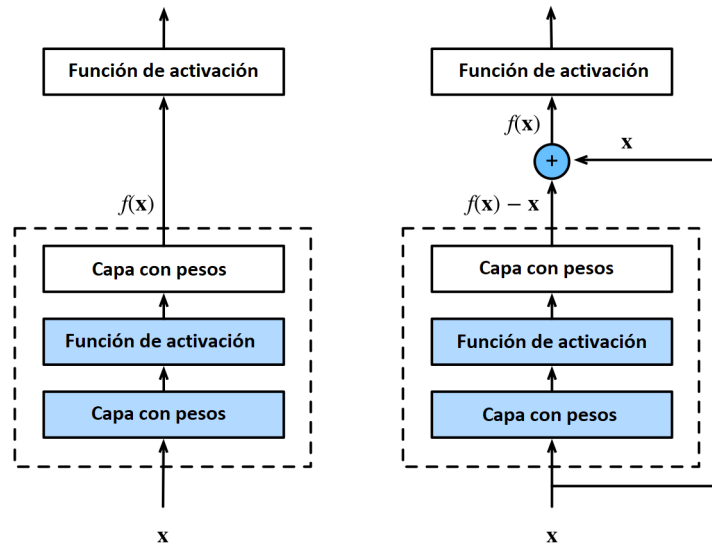 Función de activación
f(x)
Capa con pesos
Función de activación
Capa con pesos
x
Función de activación
f(x)
+
x
f(x) − x
Capa con pesos
Función de activación
Capa con pesos
x